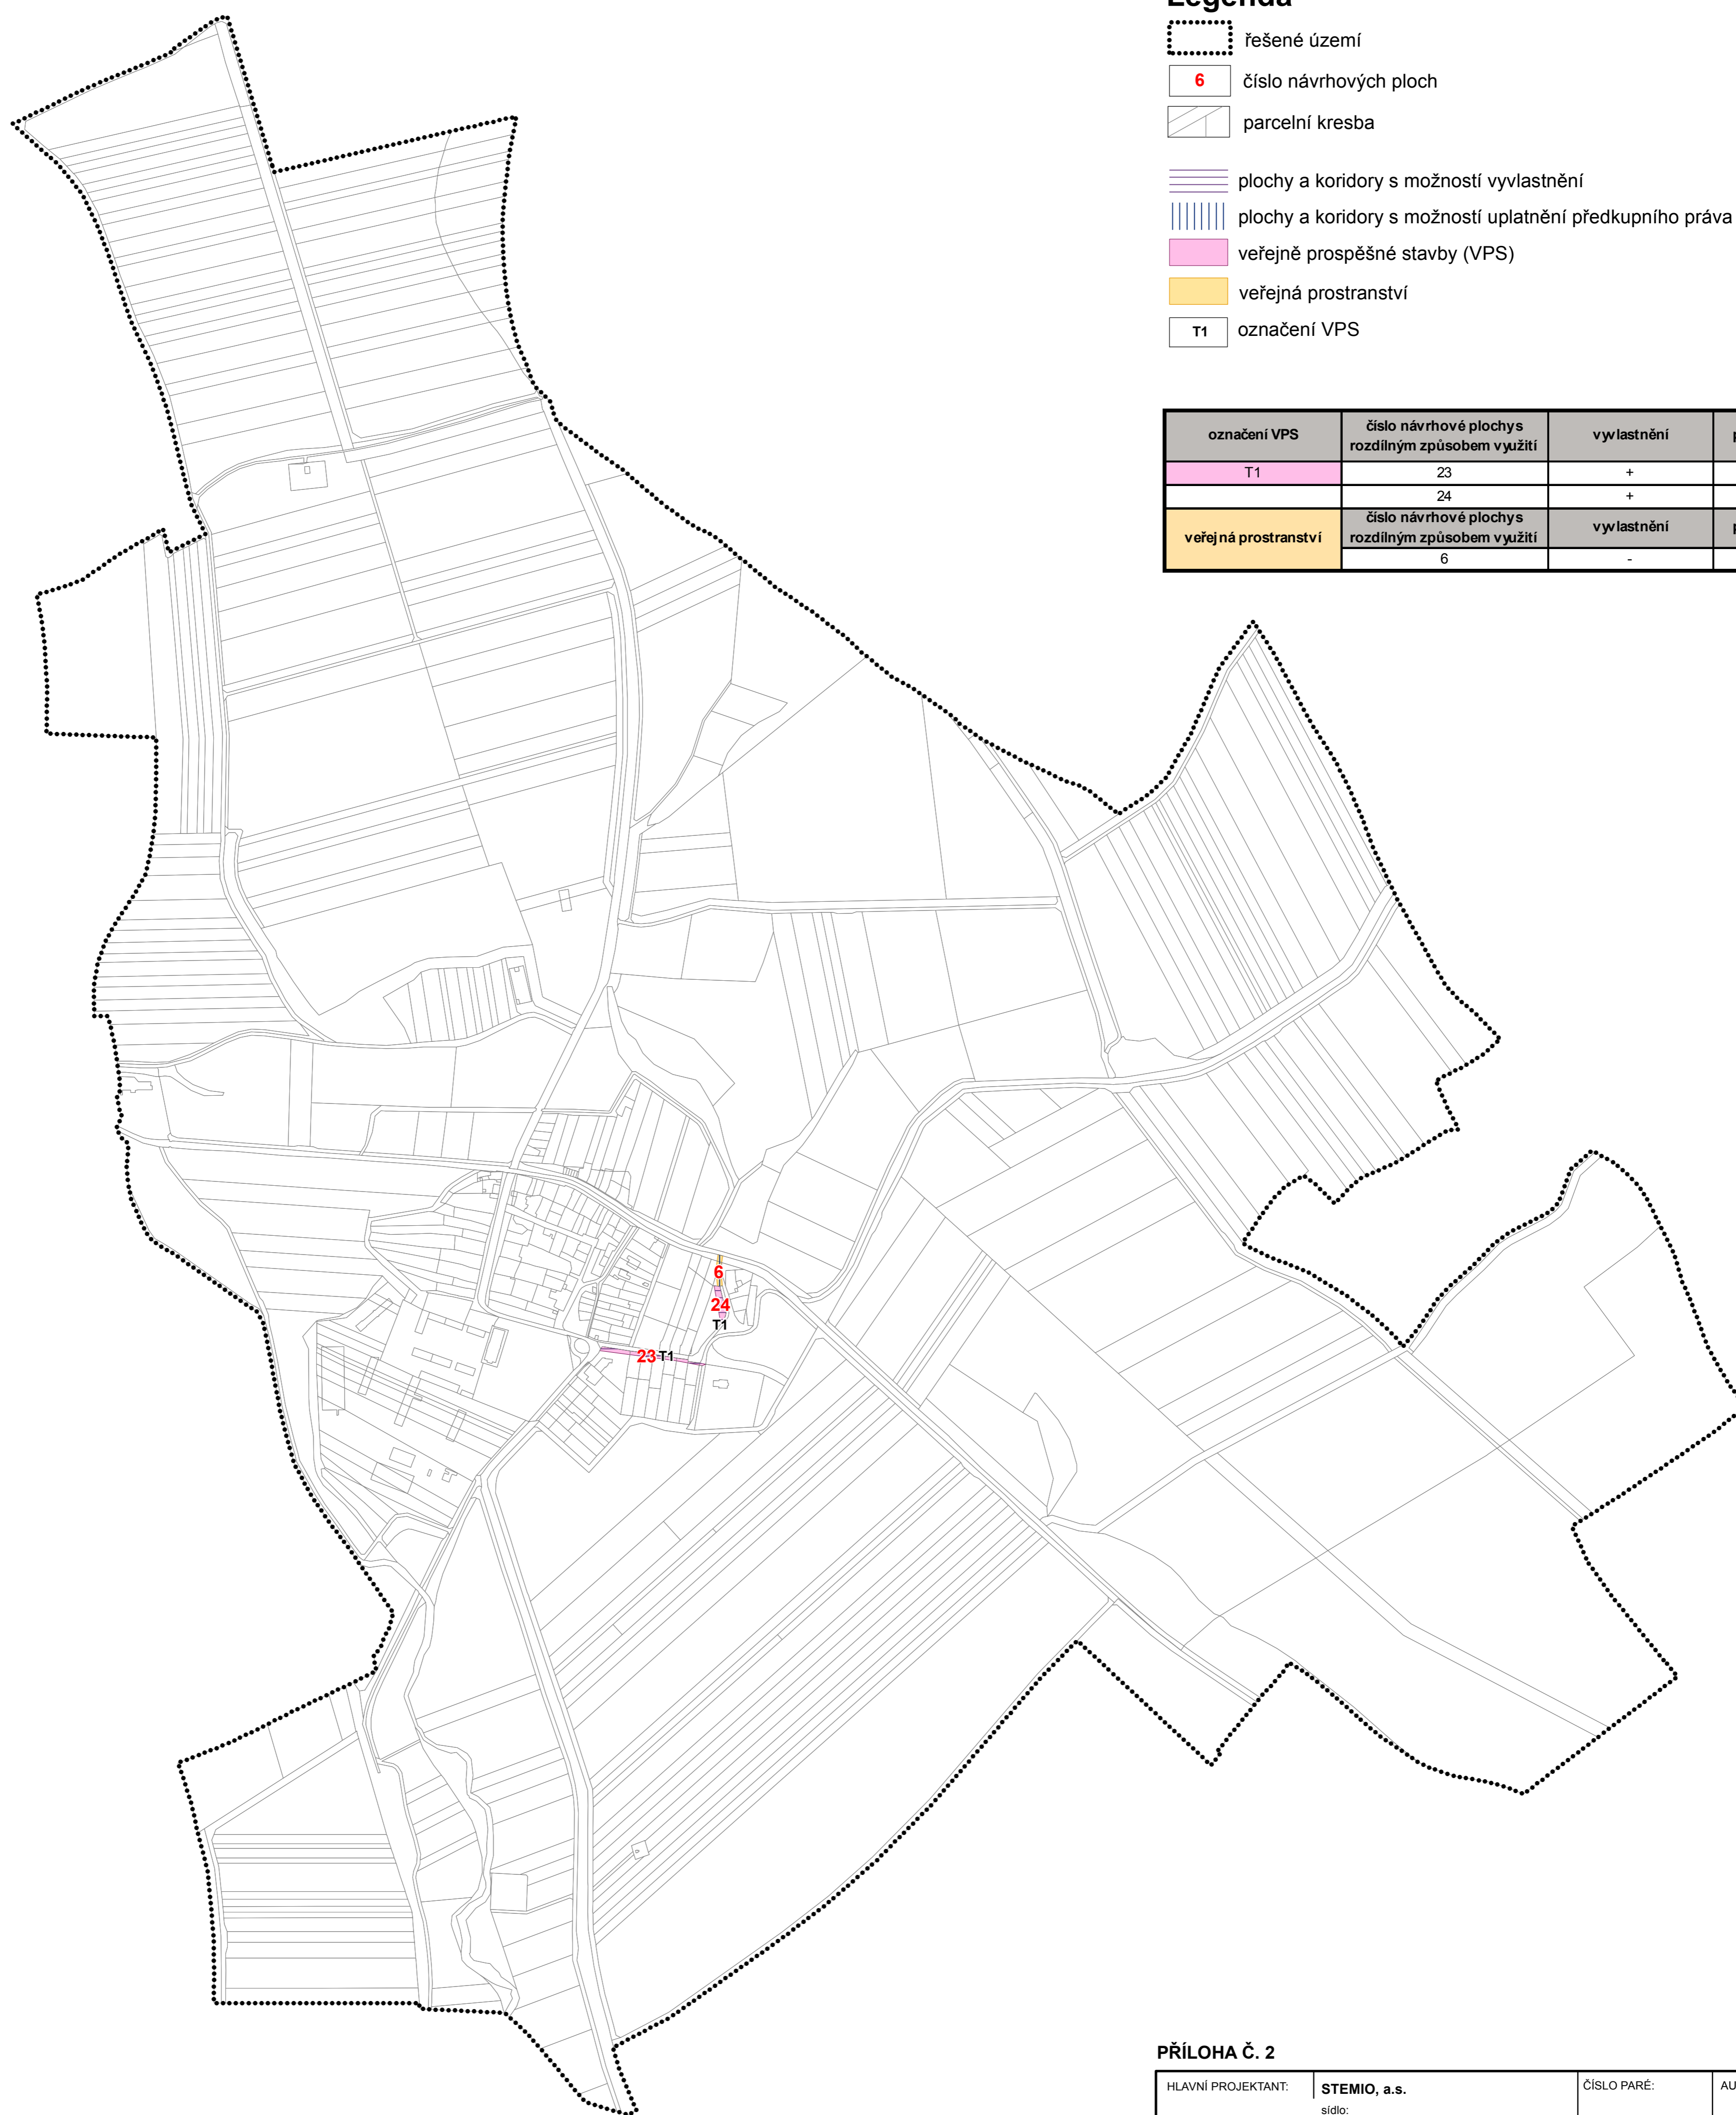 Legenda
řešené území
6 číslo návrhových ploch
parcelní kresba
plochy a koridory s možností vyvlastnění
plochy a koridory s možností uplatnění předkupního práva
veřejně prospěšné stavby (VPS)
veřejná prostranství
T1 označení VPS
označení VPS
číslo návrhové plochy s
rozdílným způsobem využití
vyvlastnění
p
T1 23 +
24 +
veřejná prostranství
číslo návrhové plochy s
rozdílným způsobem využití
vyvlastnění
p
6 -
6
24
T1
23 T1
PŘÍLOHA Č. 2
HLAVNÍ PROJEKTANT: STEMIO, a.s. ČÍSLO PARÉ: AU
sídlo: